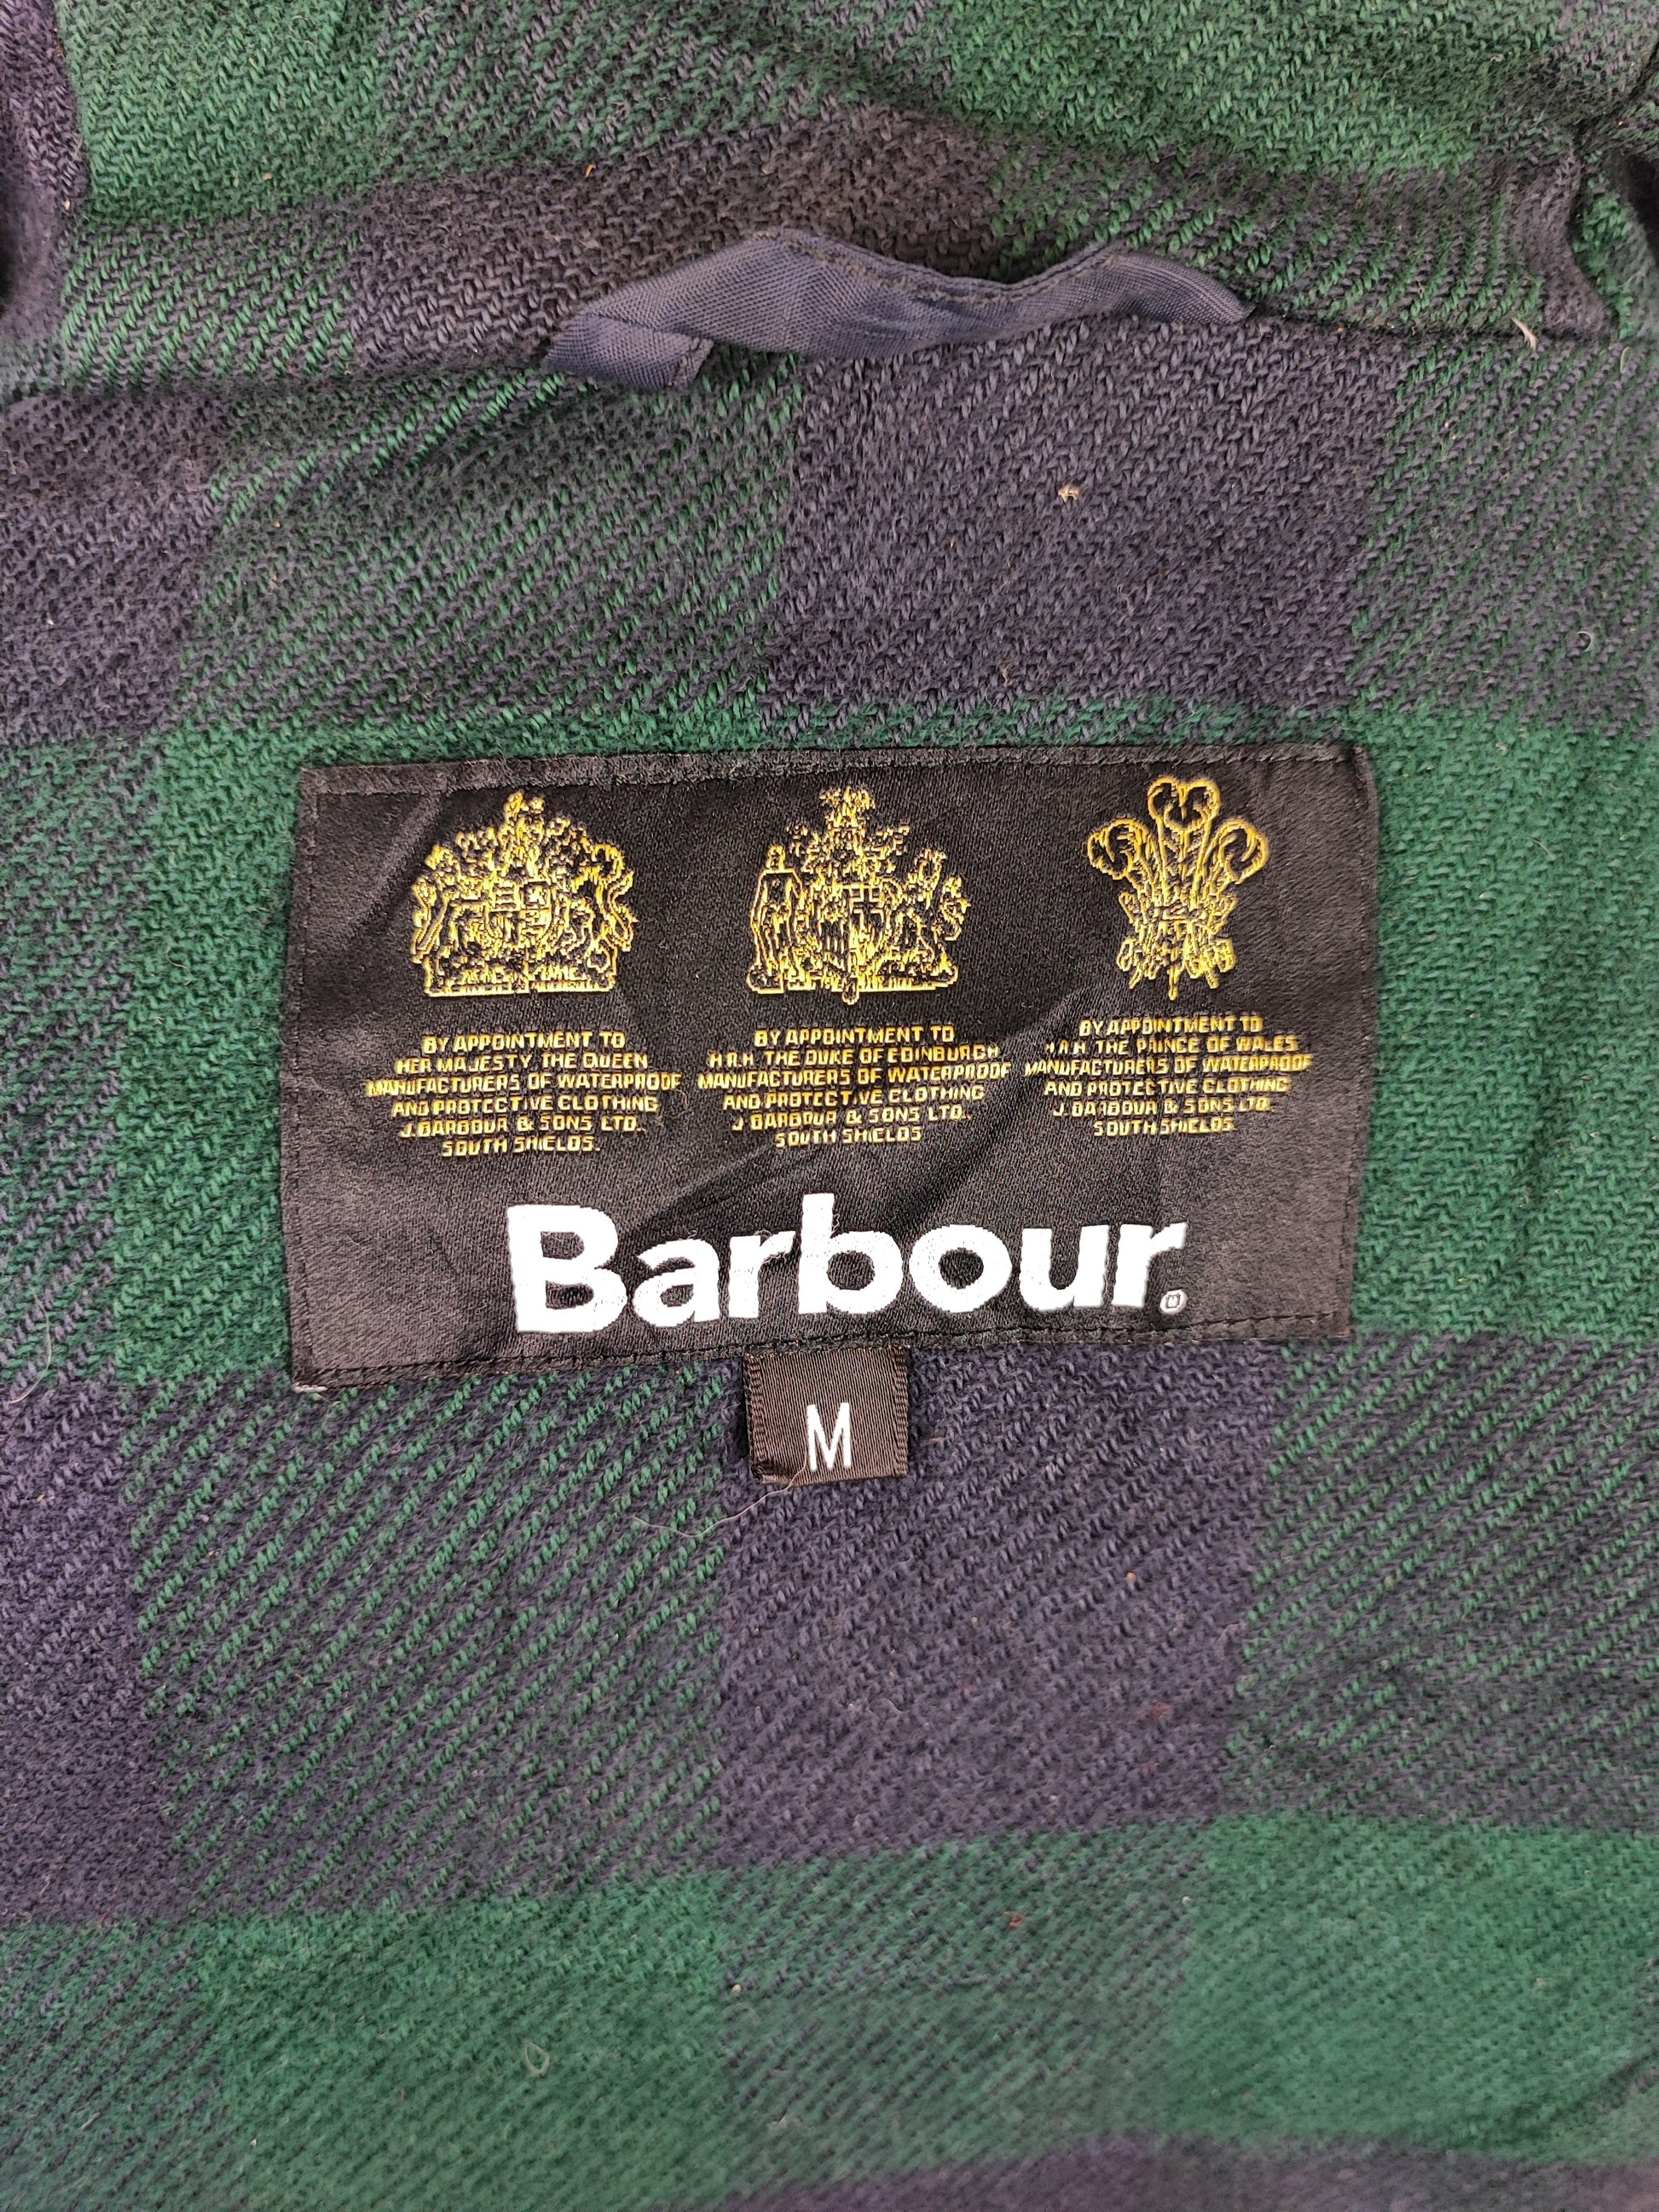 BY APPOINTMENT TO
HER MAJESTY THE QUEEN
MANUFACTURERS OF WATERPROOF
AND PROTECTIVE CLOTHING
J. BARBOUR & SONS LTD.
SOUTH SHIELDS.
BY APPOINTMENT TO
H.R.H. THE DUKE OF EDINBURGH
MANUFACTURERS OF WATERPROOF
AND PROTECTIVE CLOTHING
J. BARBOUR & SONS LTD.
SOUTH SHIELDS
BY APPOINTMENT TO
H.R.H. THE PRINCE OF WALES
MANUFACTURERS OF WATERPROOF
AND PROTECTIVE CLOTHING
J. BARBOUR & SONS LTD.
SOUTH SHIELDS.
Barbour.®
M